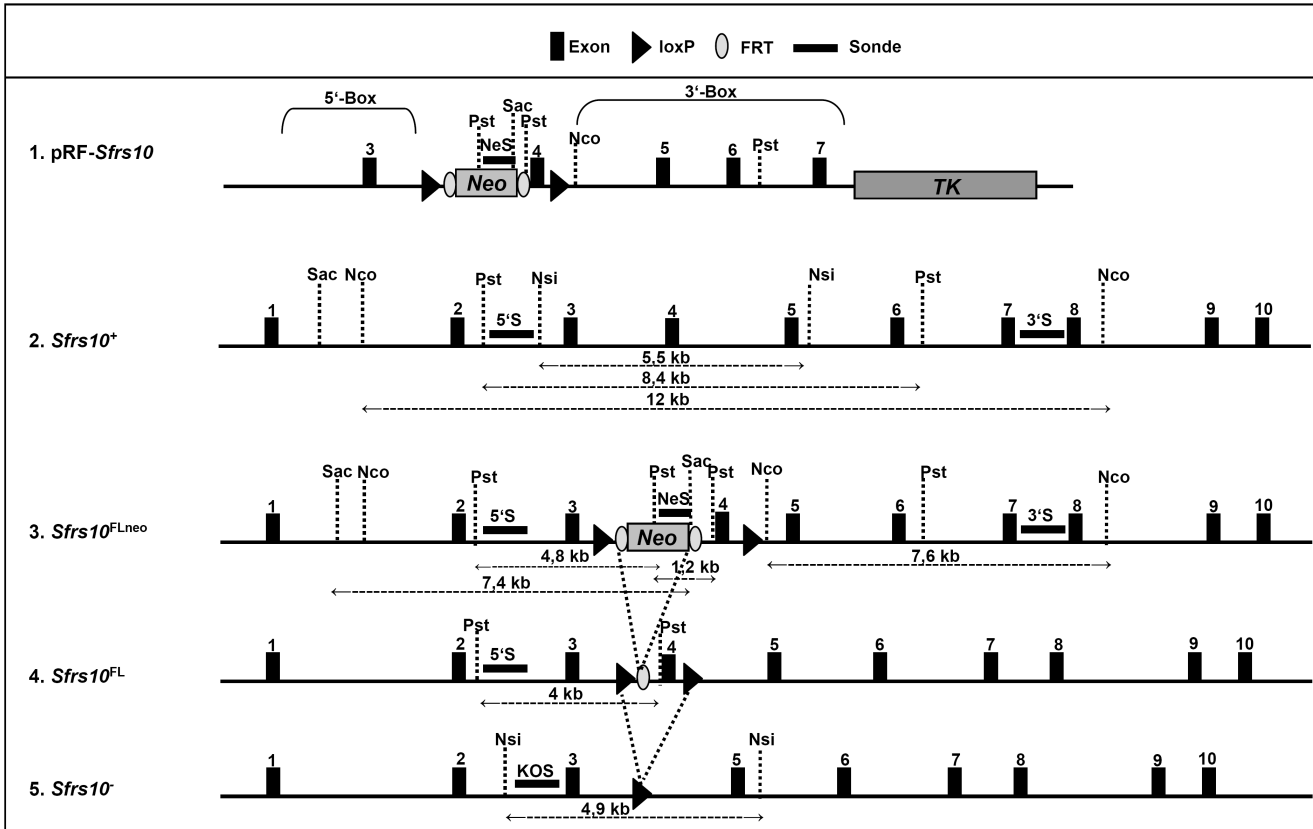 Exon loxP FRT Sonde
5‘-Box 3‘-Box
Sac
Pst Pst Nco Pst
NeS
3 4 5 6 7
1. pRF-Sfrs10
Neo TK
Sac Nco Pst Nsi Nsi Pst Nco
1 2 5‘S 3 4 5 6 7 3‘S 8 9 10
2. Sfrs10+
5,5 kb
8,4 kb
12 kb
Sac Nco Pst Pst Sac Pst Nco Pst Nco
NeS
1 2 5‘S 3 4 5 6 7 3‘S 8 9 10
3. Sfrs10FLneo
Neo
4,8 kb 1,2 kb 7,6 kb
7,4 kb
Pst Pst
1 2 5‘S 3 4 5 6 7 8 9 10
4. Sfrs10FL
4 kb
Nsi Nsi
1 2 KOS 3 5 6 7 8 9 10
5. Sfrs10-
4,9 kb